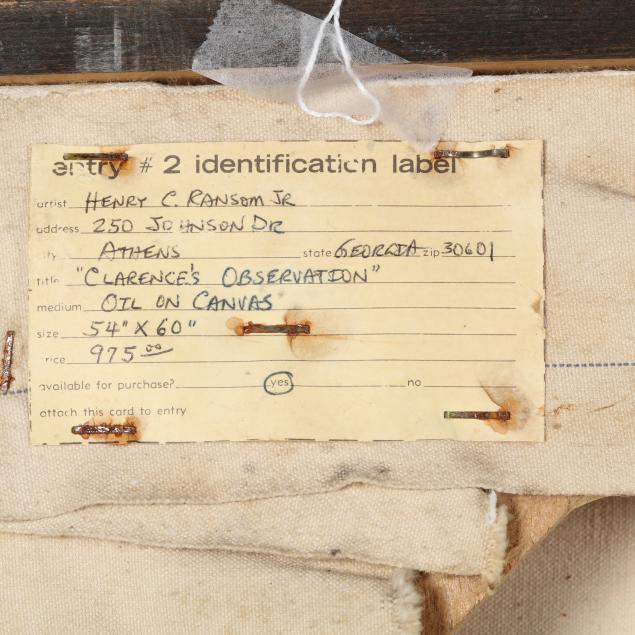 entry # 2 identification label
artist HENRY C. RANSOM JR
address 250 JOHNSON DR
city ATHENS state GEORGIA zip 30601
title "CLARENCE'S OBSERVATION"
medium OIL ON CANVAS
size 54" X 60"
price 975.00
available for purchase? yes no
attach this card to entry